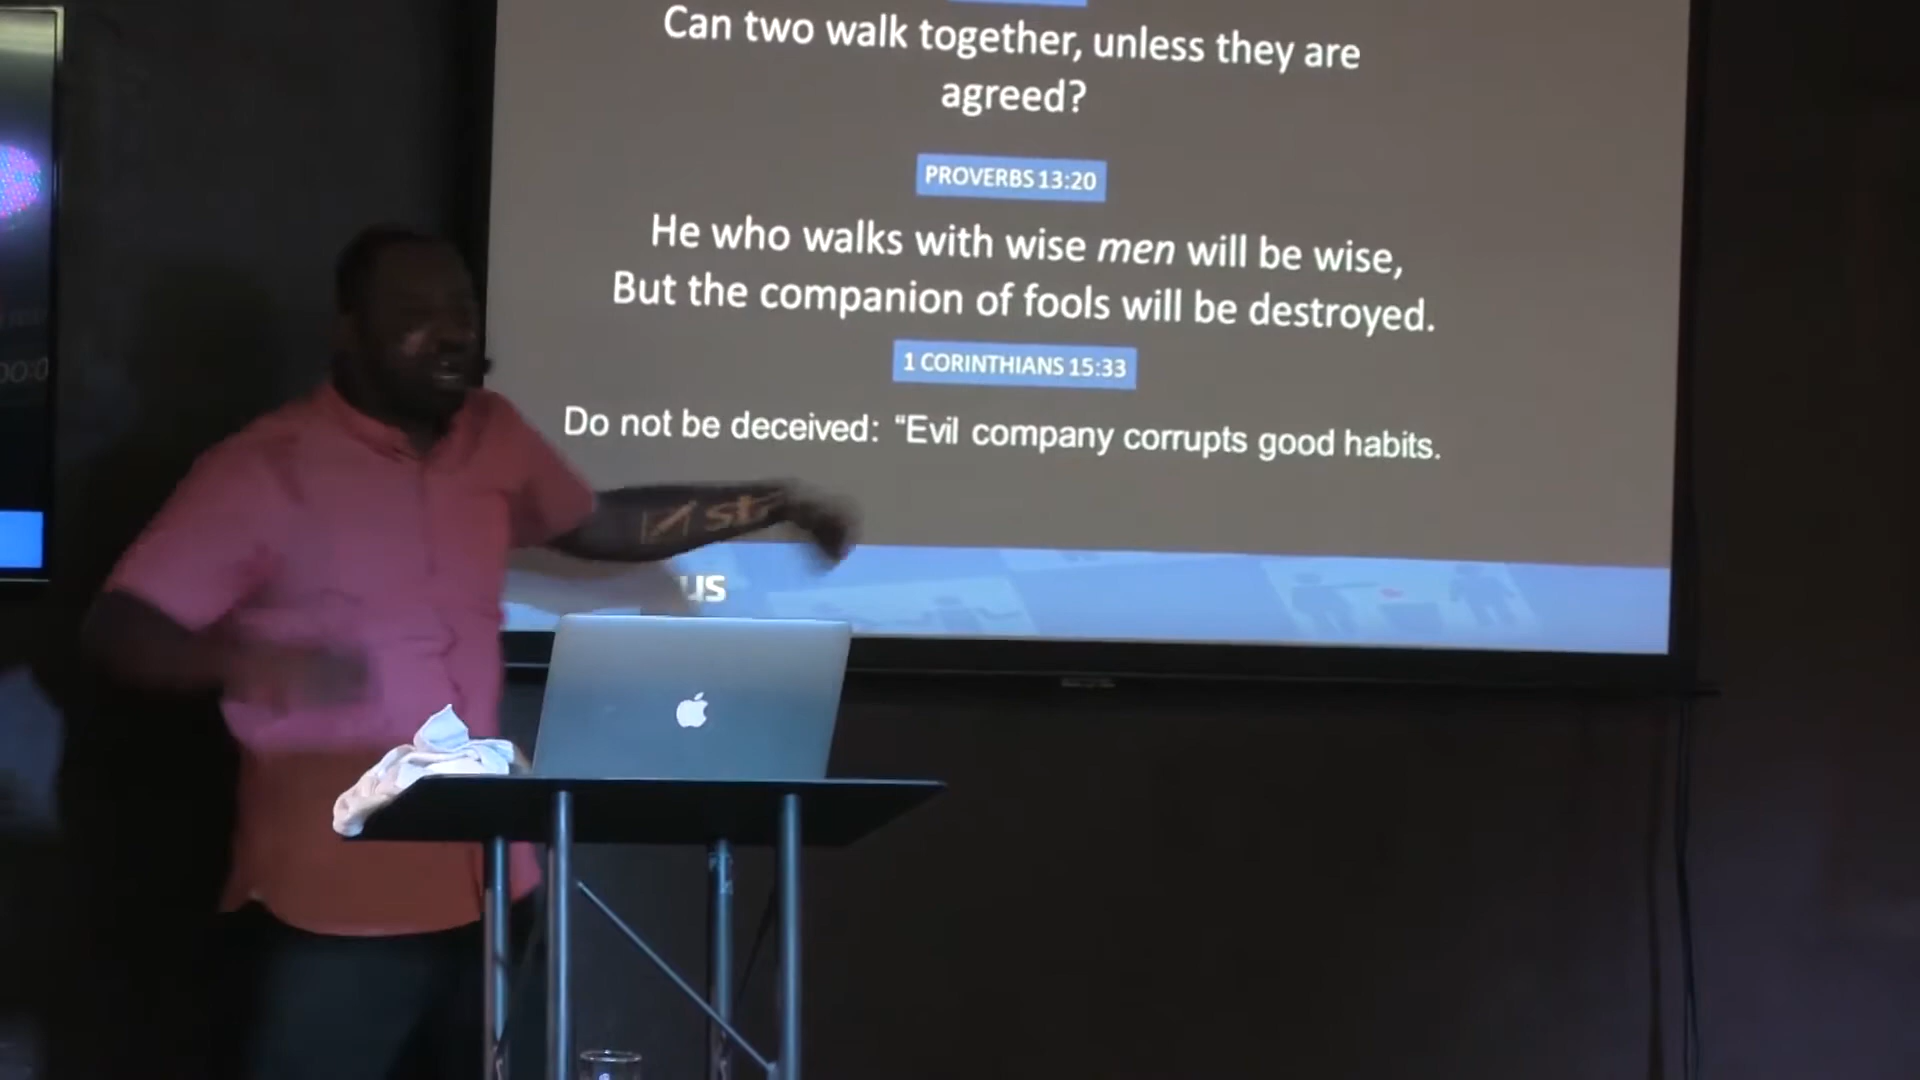 Can two walk together, unless they are
agreed?
PROVERBS 13:20
He who walks with wise men will be wise,
But the companion of fools will be destroyed.
1 CORINTHIANS 15:33
Do not be deceived: “Evil company corrupts good habits.